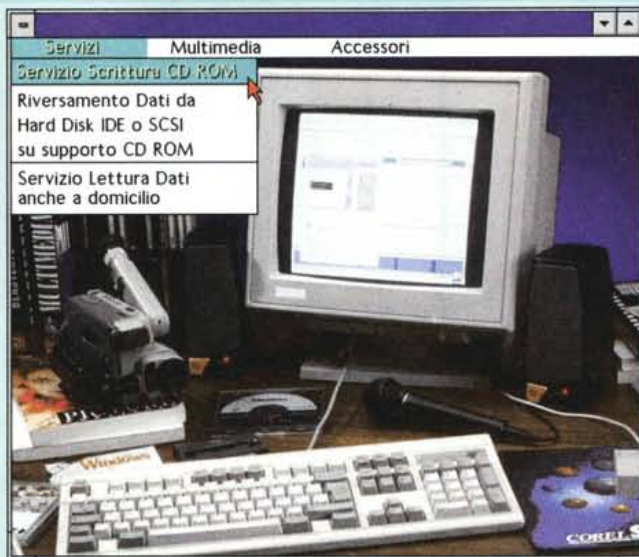 Servizi Multimedia Accessori
Servizio Scrittura CD ROM
Riversamento Dati da
Hard Disk IDE o SCSI
su supporto CD ROM
Servizio Lettura Dati
anche a domicilio
MULTIMEDIA
Windows
COREL